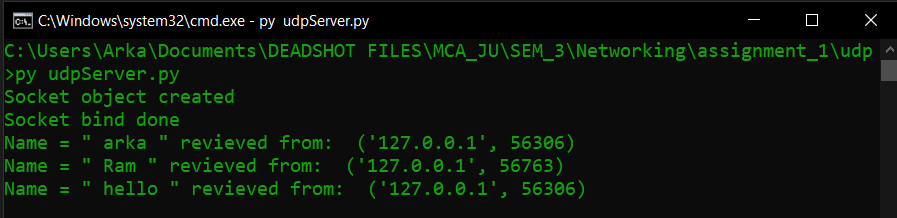 C:\Windows\system32\cmd.exe - py  udpServer.py
C:\Users\Arka\Documents\DEADSHOT FILES\MCA_JU\SEM_3\Networking\assignment_1\udp
>py udpServer.py
Socket object created
Socket bind done
Name = " arka " revieved from:  ('127.0.0.1', 56306)
Name = " Ram " revieved from:  ('127.0.0.1', 56763)
Name = " hello " revieved from:  ('127.0.0.1', 56306)